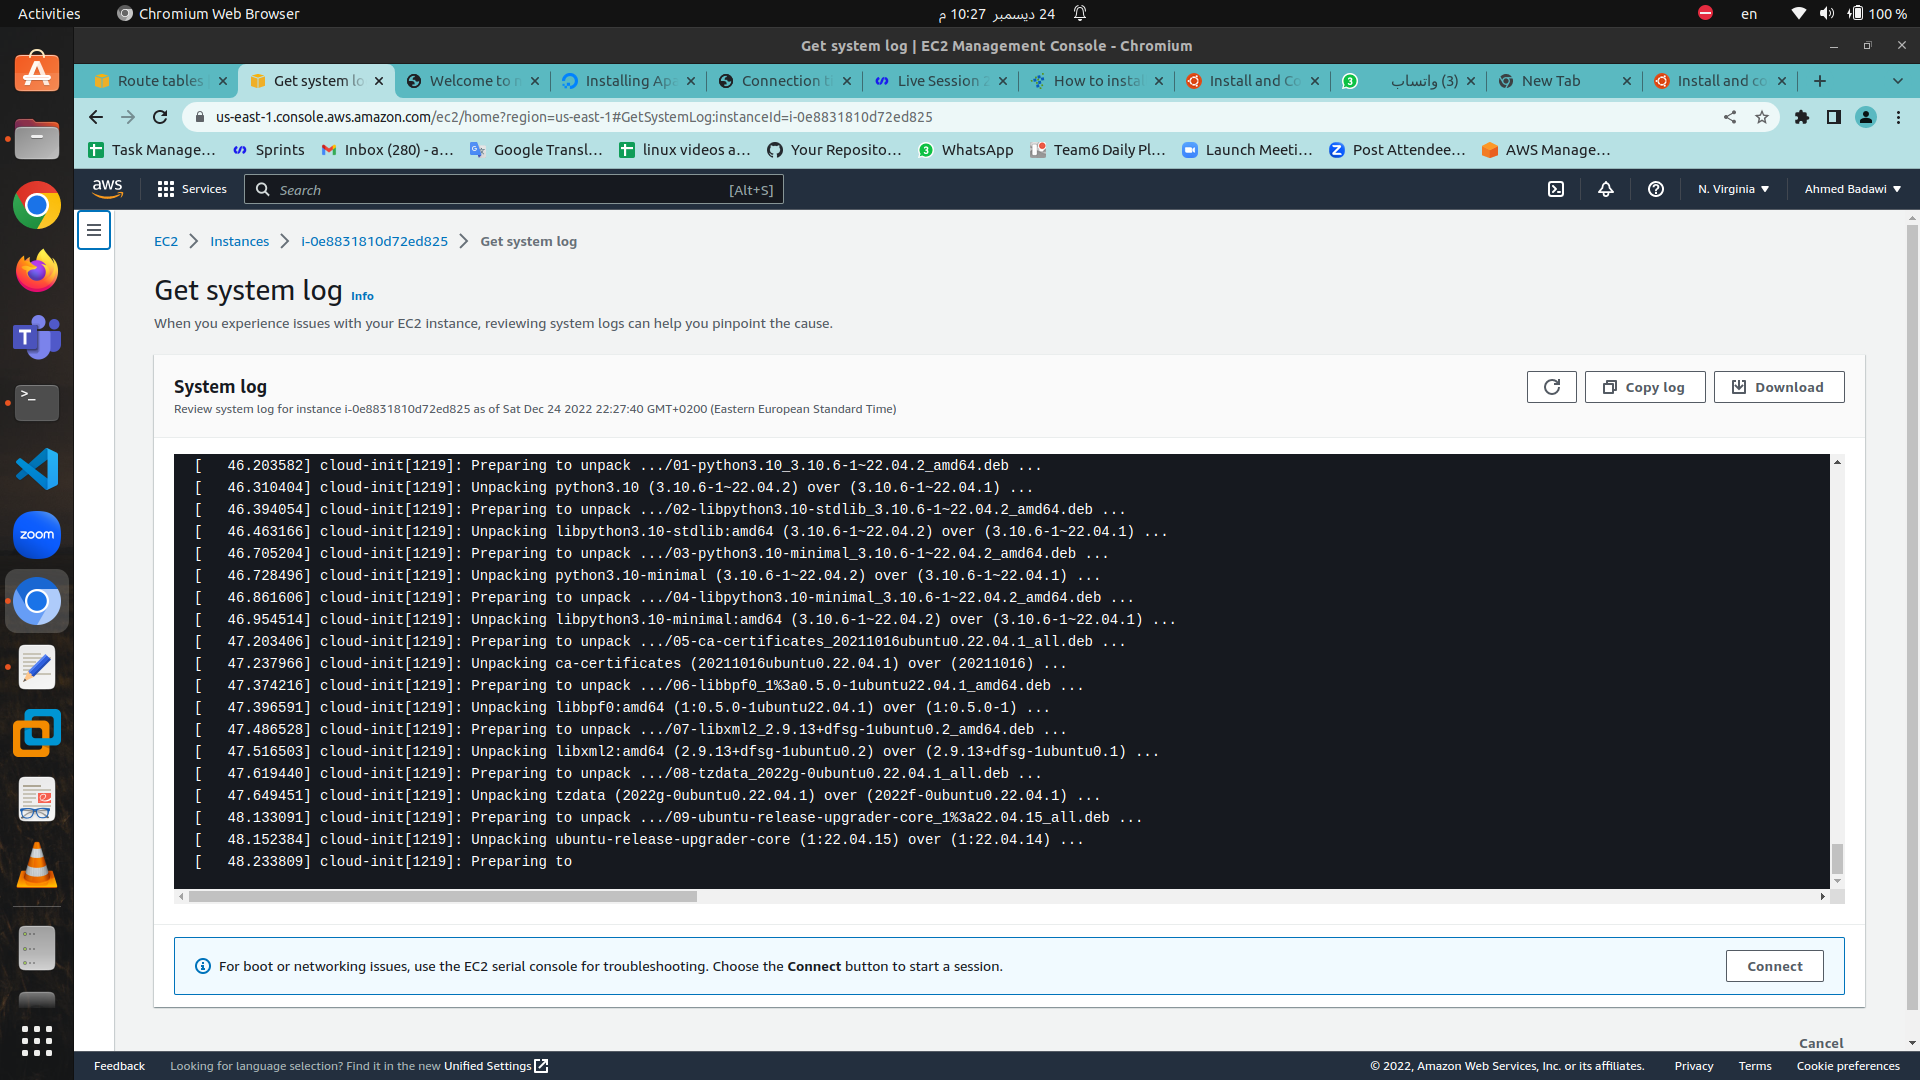 Activities
Chromium Web Browser
24 ديسمبر 10:27 م
en
100 %
Get system log | EC2 Management Console - Chromium
Route tables
Get system lo
Welcome to n
Installing Apa
Connection ti
Live Session 2
How to instal
Install and Co
(3) واتساب
New Tab
Install and co
us-east-1.console.aws.amazon.com/ec2/home?region=us-east-1#GetSystemLog:instanceId=i-0e8831810d72ed825
Task Manage...
Sprints
Inbox (280) - a...
Google Transl...
linux videos a...
Your Reposito...
WhatsApp
Team6 Daily Pl...
Launch Meeti...
Post Attendee...
AWS Manage...
aws
Services
Search
[Alt+S]
N. Virginia
Ahmed Badawi
EC2
Instances
i-0e8831810d72ed825
Get system log
Get system log Info
When you experience issues with your EC2 instance, reviewing system logs can help you pinpoint the cause.
System log
Review system log for instance i-0e8831810d72ed825 as of Sat Dec 24 2022 22:27:40 GMT+0200 (Eastern European Standard Time)
Copy log
Download
[   46.203582] cloud-init[1219]: Preparing to unpack .../01-python3.10_3.10.6-1~22.04.2_amd64.deb ...
[   46.310404] cloud-init[1219]: Unpacking python3.10 (3.10.6-1~22.04.2) over (3.10.6-1~22.04.1) ...
[   46.394054] cloud-init[1219]: Preparing to unpack .../02-libpython3.10-stdlib_3.10.6-1~22.04.2_amd64.deb ...
[   46.463166] cloud-init[1219]: Unpacking libpython3.10-stdlib:amd64 (3.10.6-1~22.04.2) over (3.10.6-1~22.04.1) ...
[   46.705204] cloud-init[1219]: Preparing to unpack .../03-python3.10-minimal_3.10.6-1~22.04.2_amd64.deb ...
[   46.728496] cloud-init[1219]: Unpacking python3.10-minimal (3.10.6-1~22.04.2) over (3.10.6-1~22.04.1) ...
[   46.861606] cloud-init[1219]: Preparing to unpack .../04-libpython3.10-minimal_3.10.6-1~22.04.2_amd64.deb ...
[   46.954514] cloud-init[1219]: Unpacking libpython3.10-minimal:amd64 (3.10.6-1~22.04.2) over (3.10.6-1~22.04.1) ...
[   47.203406] cloud-init[1219]: Preparing to unpack .../05-ca-certificates_20211016ubuntu0.22.04.1_all.deb ...
[   47.237966] cloud-init[1219]: Unpacking ca-certificates (20211016ubuntu0.22.04.1) over (20211016) ...
[   47.374216] cloud-init[1219]: Preparing to unpack .../06-libbpf0_1%3a0.5.0-1ubuntu22.04.1_amd64.deb ...
[   47.396591] cloud-init[1219]: Unpacking libbpf0:amd64 (1:0.5.0-1ubuntu22.04.1) over (1:0.5.0-1) ...
[   47.486528] cloud-init[1219]: Preparing to unpack .../07-libxml2_2.9.13+dfsg-1ubuntu0.2_amd64.deb ...
[   47.516503] cloud-init[1219]: Unpacking libxml2:amd64 (2.9.13+dfsg-1ubuntu0.2) over (2.9.13+dfsg-1ubuntu0.1) ...
[   47.619440] cloud-init[1219]: Preparing to unpack .../08-tzdata_2022g-0ubuntu0.22.04.1_all.deb ...
[   47.649451] cloud-init[1219]: Unpacking tzdata (2022g-0ubuntu0.22.04.1) over (2022f-0ubuntu0.22.04.1) ...
[   48.133091] cloud-init[1219]: Preparing to unpack .../09-ubuntu-release-upgrader-core_1%3a22.04.15_all.deb ...
[   48.152384] cloud-init[1219]: Unpacking ubuntu-release-upgrader-core (1:22.04.15) over (1:22.04.14) ...
[   48.233809] cloud-init[1219]: Preparing to
For boot or networking issues, use the EC2 serial console for troubleshooting. Choose the Connect button to start a session.
Connect
Cancel
Feedback
Looking for language selection? Find it in the new Unified Settings
© 2022, Amazon Web Services, Inc. or its affiliates.
Privacy
Terms
Cookie preferences
zoom